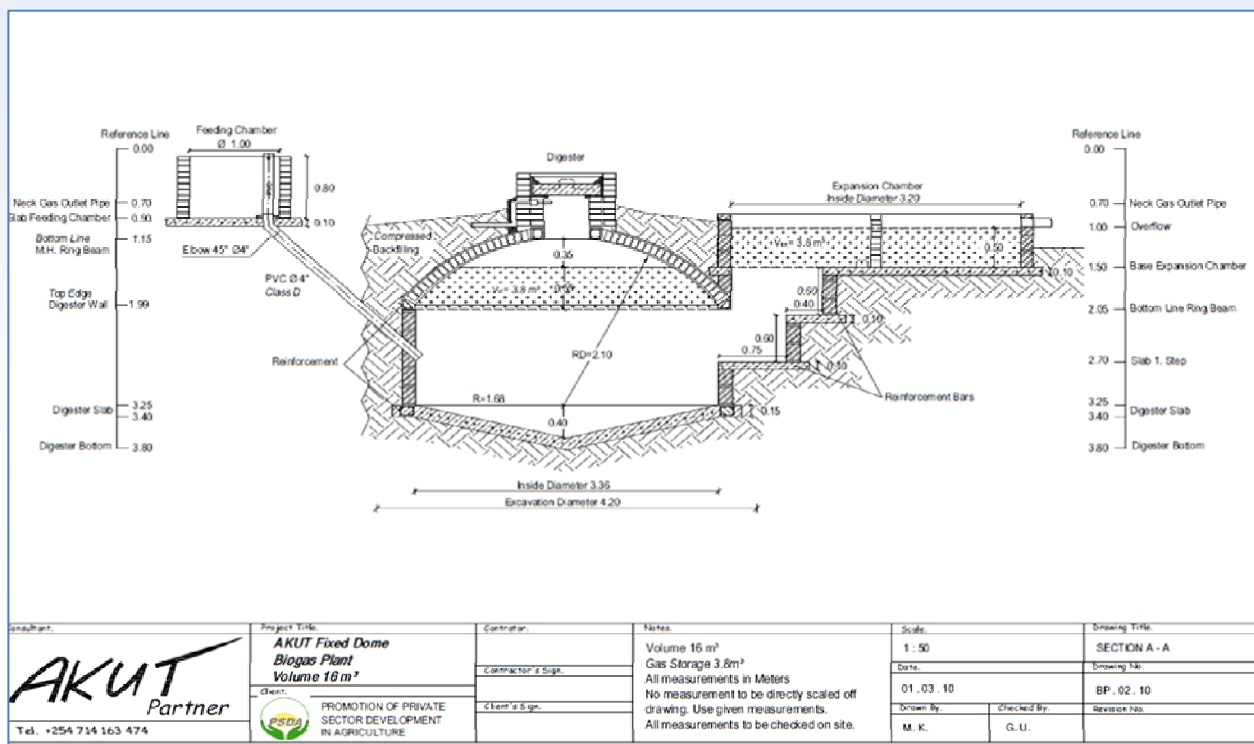 Reference Line
0.00
Feeding Chamber
Ø 1.00
0.80
0.10
Neck Gas Outlet Pipe 0.70
Slab Feeding Chamber 0.90
Bottom Line
M.H. Ring Beam
1.15
Elbow 45° Ø4"
PVC Ø 4"
Class D
Top Edge
Digester Wall
1.99
Reinforcement
Digester Slab
3.25
3.40
Digester Bottom 3.80
Digester
Compressed
Backfilling
0.35
= 3.8 m³
RD=2.10
R=1.68
0.40
0.15
Inside Diameter 3.36
Excavation Diameter 4.20
Expansion Chamber
Inside Diameter 3.20
= 3.8 m³
0.50
0.10
0.60
0.40
0.10
0.60
0.75
0.10
Reinforcement Bars
Reference Line
0.00
0.70 Neck Gas Outlet Pipe
1.00 Overflow
1.50 Base Expansion Chamber
2.05 Bottom Line Ring Beam
2.70 Slab 1. Step
3.25
3.40
Digester Slab
3.80 Digester Bottom
onsultant.
AKUT
Partner
Tel. +254 714 163 474
Project Title.
AKUT Fixed Dome
Biogas Plant
Volume 16 m³
Client.
PSDA
PROMOTION OF PRIVATE
SECTOR DEVELOPMENT
IN AGRICULTURE
Contrator.
Contractor's Sign.
Client's Sign.
Notes.
Volume 16 m³
Gas Storage 3.8m³
All measurements in Meters
No measurement to be directly scaled off
drawing. Use given measurements.
All measurements to be checked on site.
Scale.
1 : 50
Date.
01 . 03 . 10
Drawn By.
M. K.
Checked By.
G. U.
Drawing Title.
SECTION A - A
Drawing No.
BP . 02 . 10
Revision No.